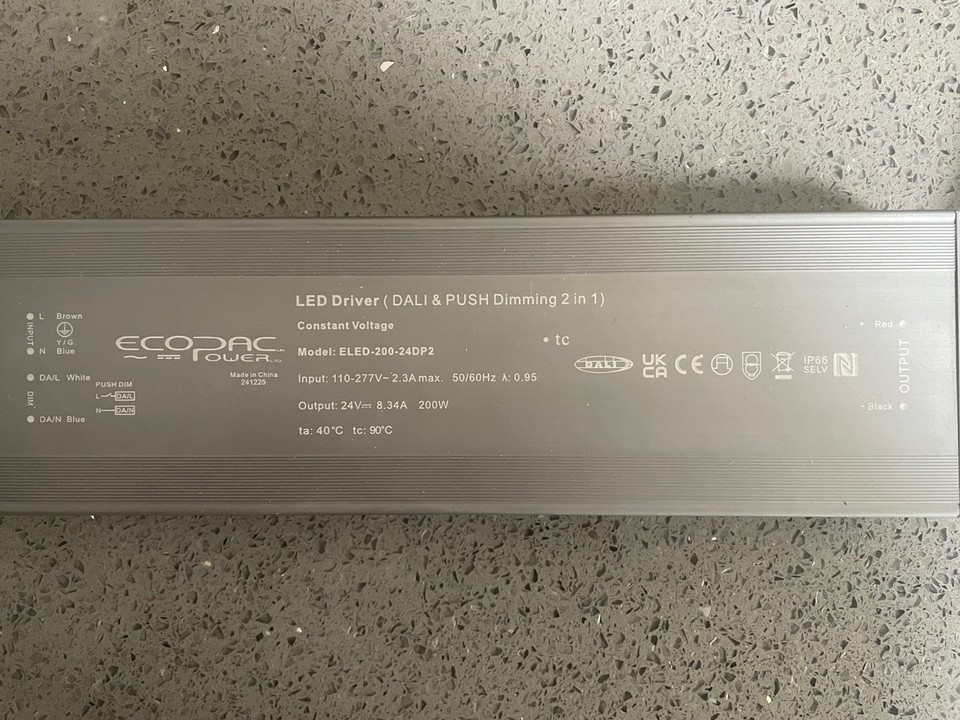 LED Driver ( DALI & PUSH Dimming 2 in 1)
Constant Voltage
Model: ELED-200-24DP2
Input: 110-277V~ 2.3A max. 50/60Hz λ: 0.95
Output: 24V⎓ 8.34A 200W
ta: 40°C tc: 90°C
INPUT
L Brown
Y/G
N Blue
DIM
DA/L White
DA/N Blue
PUSH DIM
L DA/L
N DA/N
ECOPAC
POWER LTD
Made in China
241225
• tc
DALI
UK
CA
CE
IP66
SELV
N
OUTPUT
+ Red
- Black